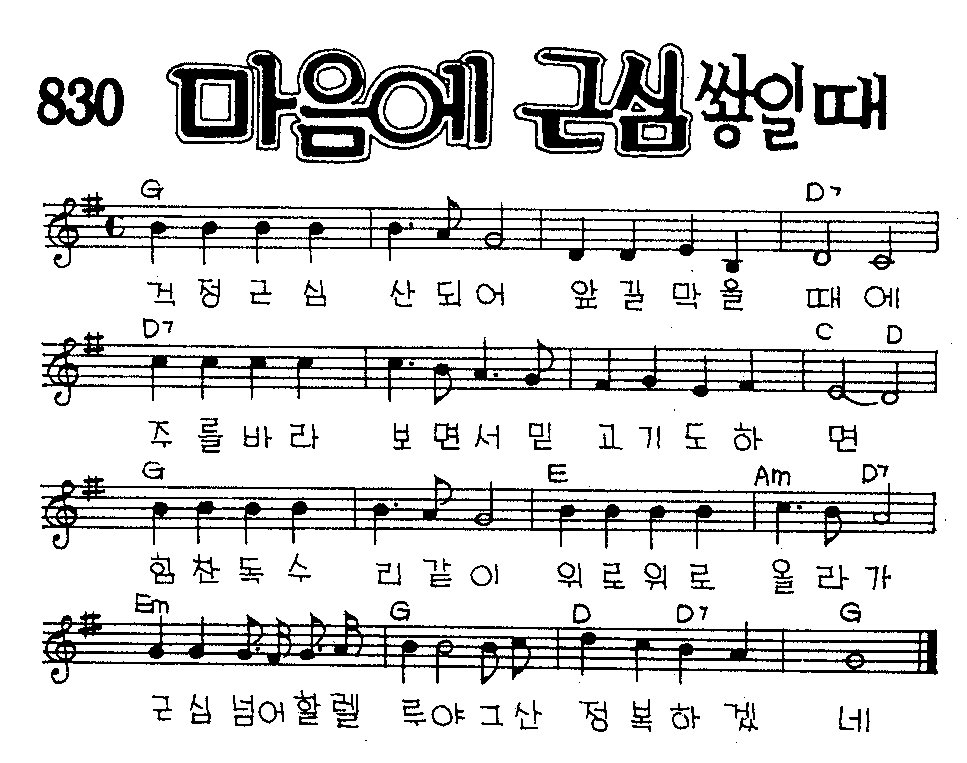 830 마음에 근심 쌓일때
G D7
걱정근심 산되어 앞길막올 때에
D7 C D
주를바라 보면서믿 고기도하 면
G E Am D7
힘찬독수 리같이 위로위로 올라가
Em G D D7 G
근심넘어할렐 루야그산 정복하겠 네